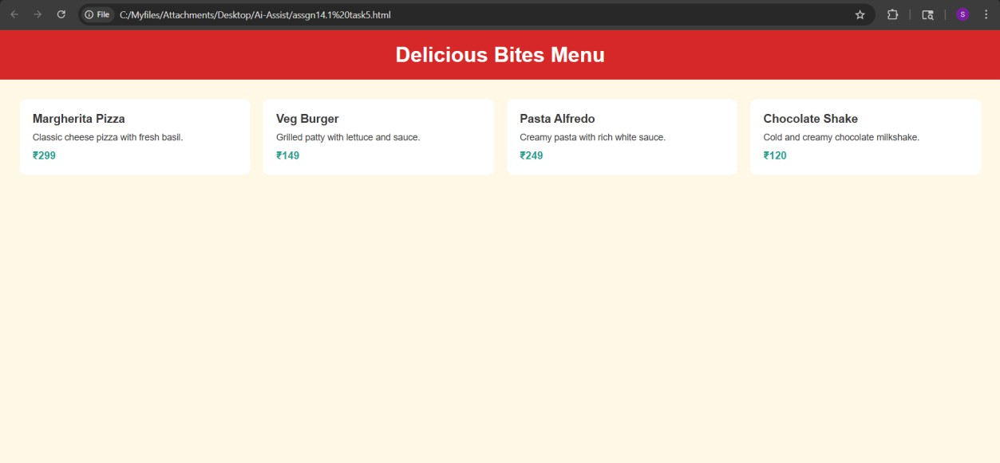 File C:/Myfiles/Attachments/Desktop/Ai-Assist/assgn14.1%20task5.html
S
Delicious Bites Menu
Margherita Pizza
Classic cheese pizza with fresh basil.
₹299
Veg Burger
Grilled patty with lettuce and sauce.
₹149
Pasta Alfredo
Creamy pasta with rich white sauce.
₹249
Chocolate Shake
Cold and creamy chocolate milkshake.
₹120